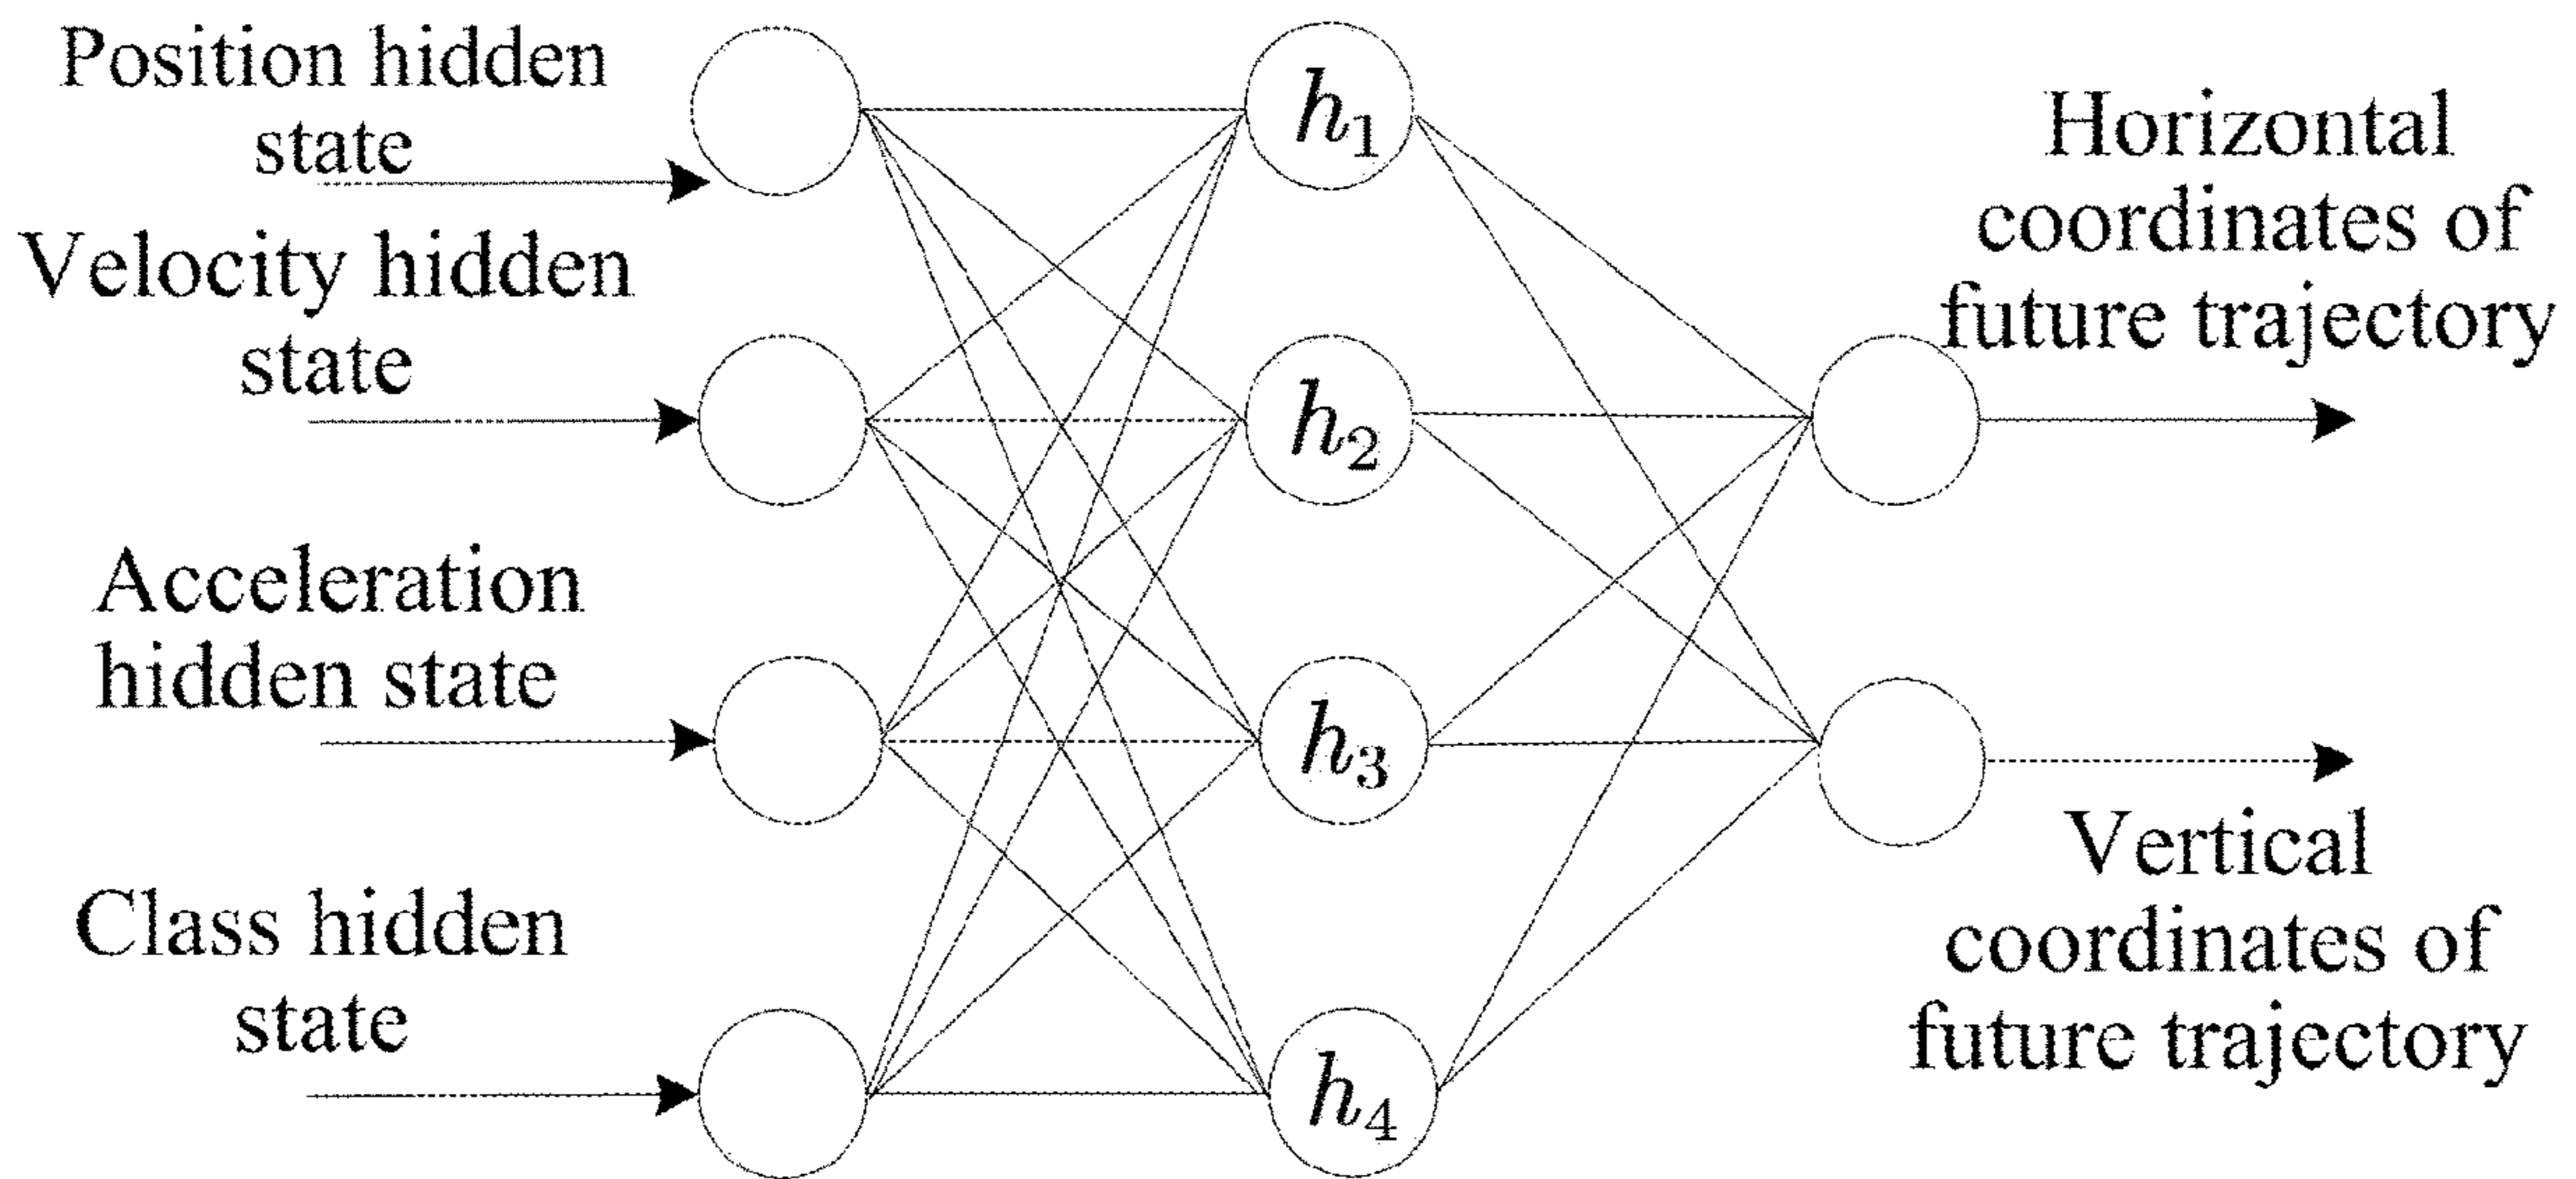 Position hidden
state
Velocity hidden
state
Acceleration
hidden state
Class hidden
state
h₁
h₂
h₃
h₄
Horizontal
coordinates of
future trajectory
Vertical
coordinates of
future trajectory